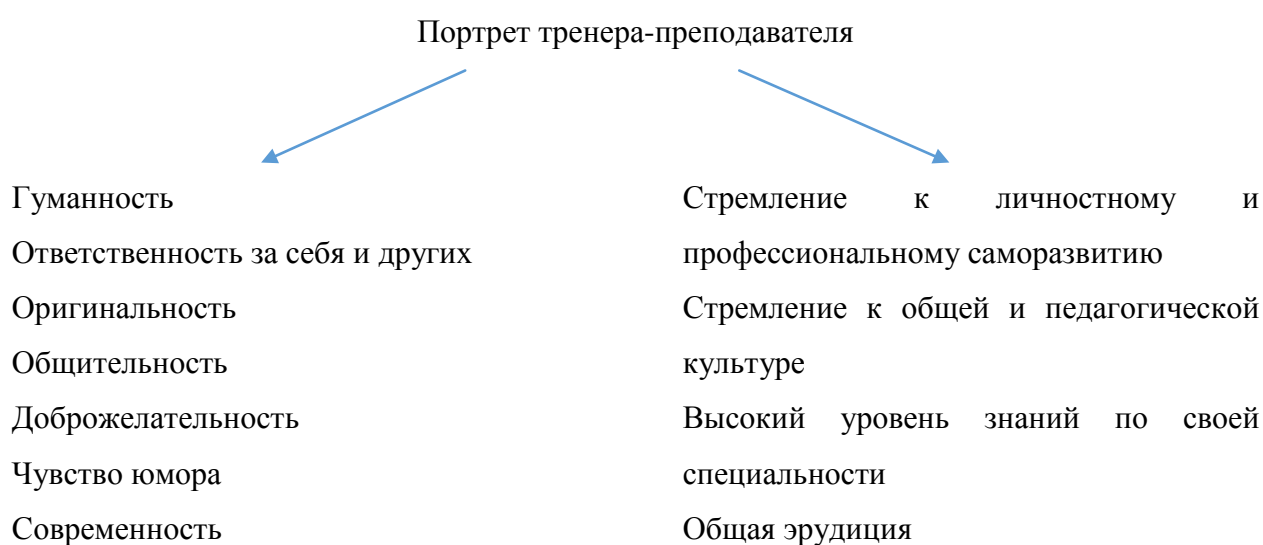 Портрет тренера-преподавателя
Гуманность
Ответственность за себя и других
Оригинальность
Общительность
Доброжелательность
Чувство юмора
Современность
Стремление к личностному и
профессиональному саморазвитию
Стремление к общей и педагогической
культуре
Высокий уровень знаний по своей
специальности
Общая эрудиция